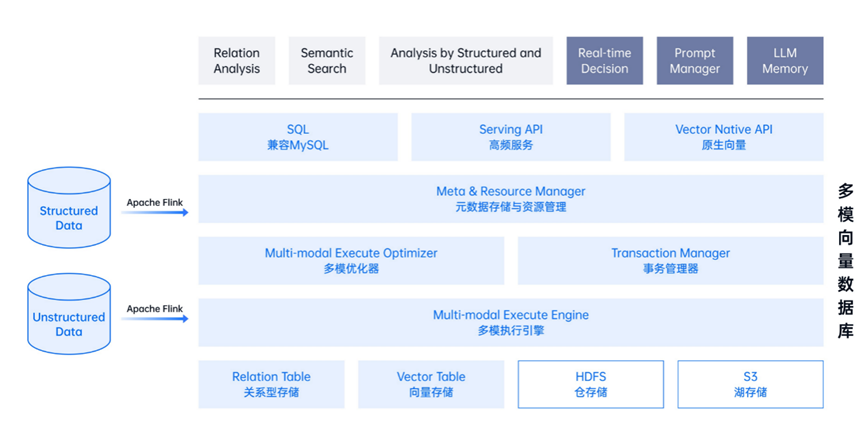 Relation
Analysis
Semantic
Search
Analysis by Structured and
Unstructured
Real-time
Decision
Prompt
Manager
LLM
Memory
SQL
兼容MySQL
Serving API
高频服务
Vector Native API
原生向量
Structured
Data
Apache Flink
Meta & Resource Manager
元数据存储与资源管理
Multi-modal Execute Optimizer
多模优化器
Transaction Manager
事务管理器
Unstructured
Data
Apache Flink
Multi-modal Execute Engine
多模执行引擎
Relation Table
关系型存储
Vector Table
向量存储
HDFS
仓存储
S3
湖存储
多模向量数据库